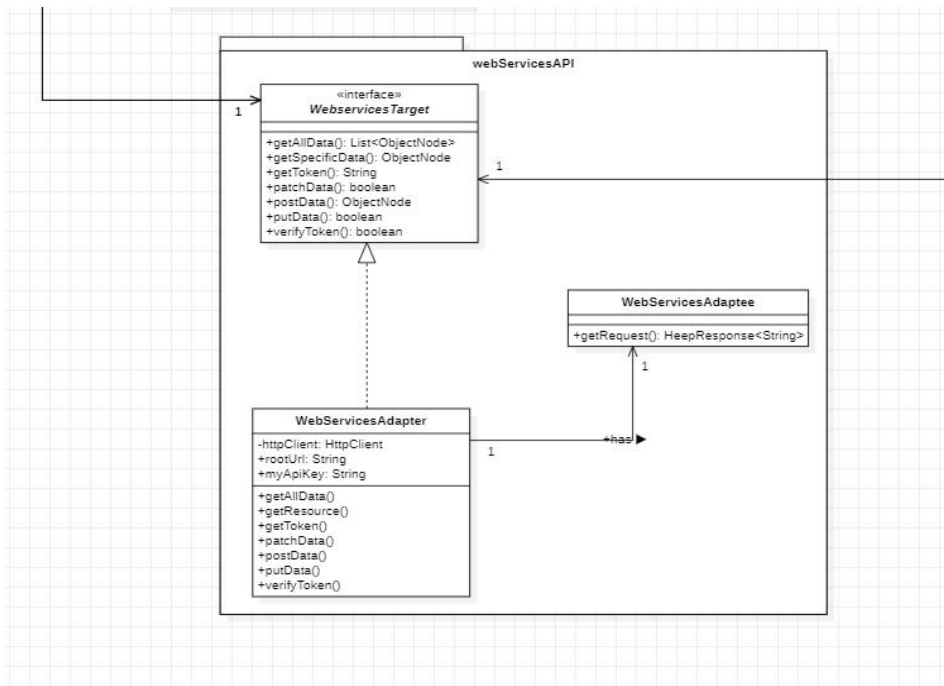 webServicesAPI
«interface»
WebservicesTarget
1
+getAllData(): List<ObjectNode>
+getSpecificData(): ObjectNode
+getToken(): String
+patchData(): boolean
+postData(): ObjectNode
+putData(): boolean
+verifyToken(): boolean
1
WebServicesAdaptee
+getRequest(): HeepResponse<String>
1
WebServicesAdapter
-httpClient: HttpClient
+rootUrl: String
+myApiKey: String
+getAllData()
+getResource()
+getToken()
+patchData()
+postData()
+putData()
+verifyToken()
1
+has